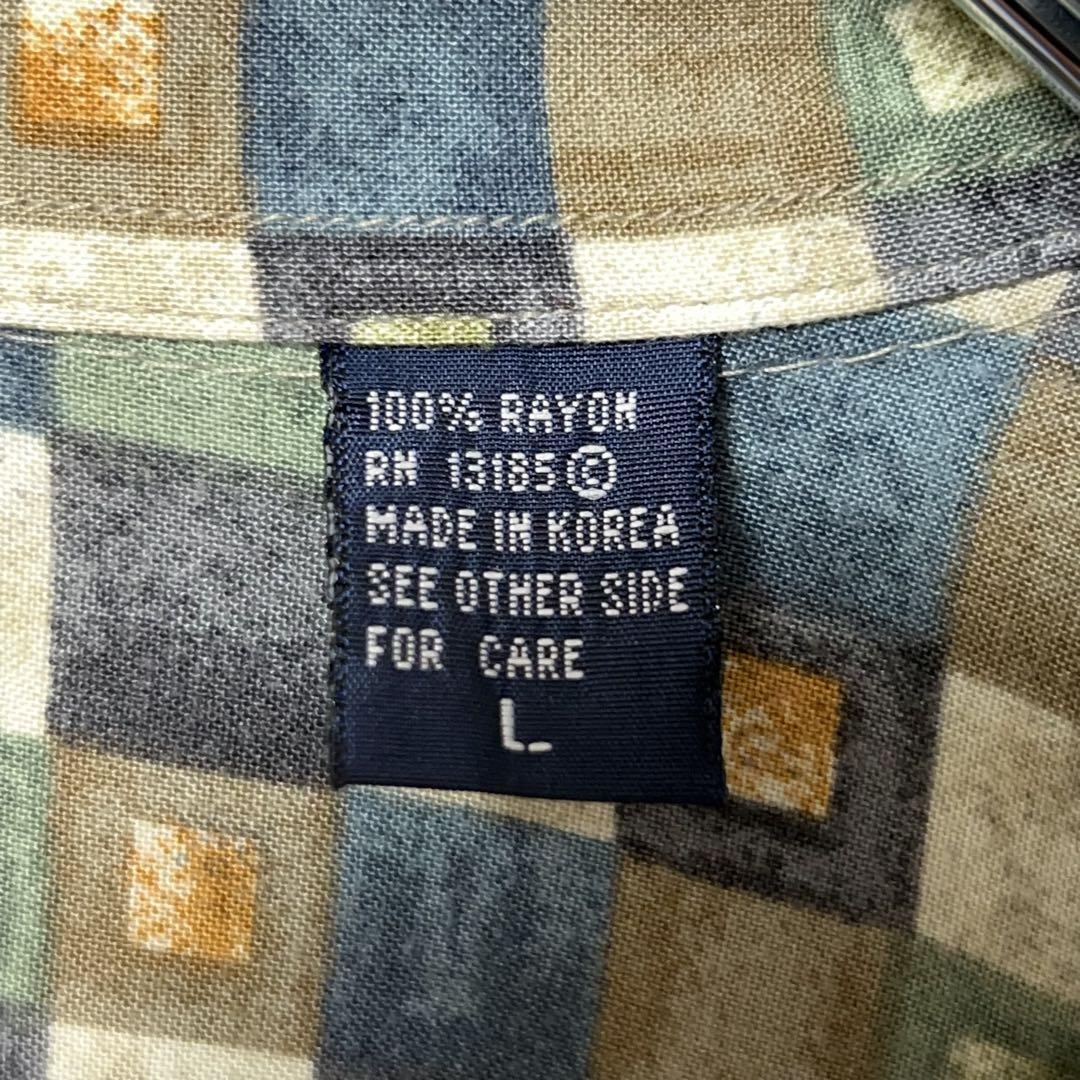 100% RAYON
RN 13185 ©
MADE IN KOREA
SEE OTHER SIDE
FOR CARE
L